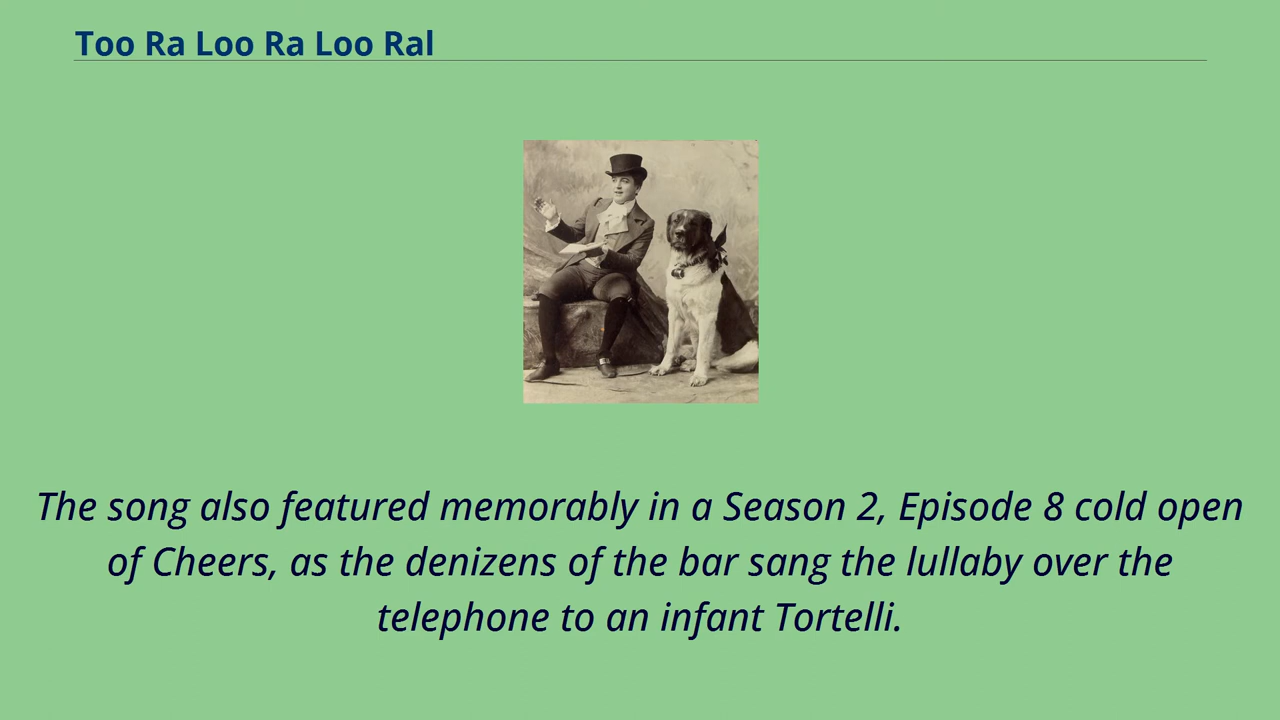 Too Ra Loo Ra Loo Ral
The song also featured memorably in a Season 2, Episode 8 cold open
of Cheers, as the denizens of the bar sang the lullaby over the
telephone to an infant Tortelli.